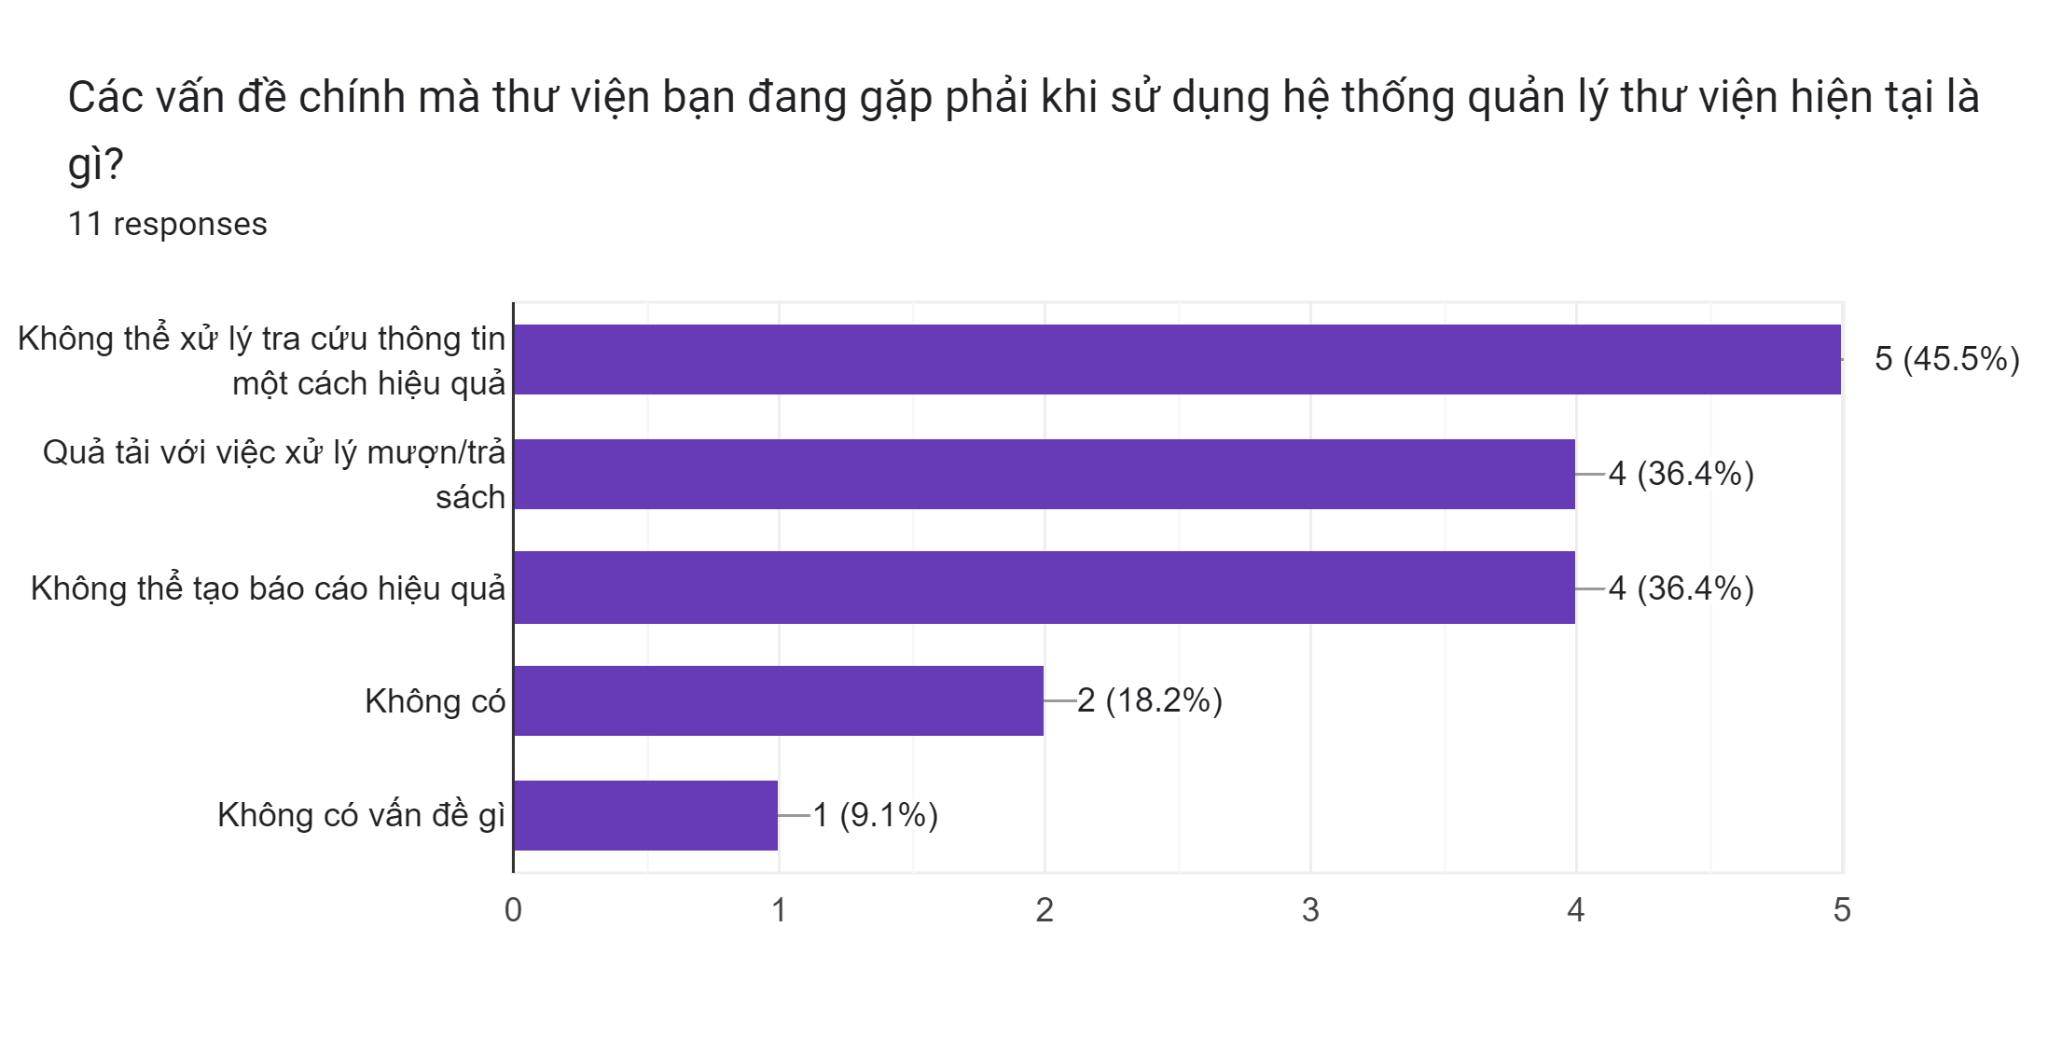 Các vấn đề chính mà thư viện bạn đang gặp phải khi sử dụng hệ thống quản lý thư viện hiện tại là
gì?
11 responses
Không thể xử lý tra cứu thông tin
một cách hiệu quả
5 (45.5%)
Quả tải với việc xử lý mượn/trả
sách
4 (36.4%)
Không thể tạo báo cáo hiệu quả
4 (36.4%)
Không có
2 (18.2%)
Không có vấn đề gì
1 (9.1%)
0 1 2 3 4 5